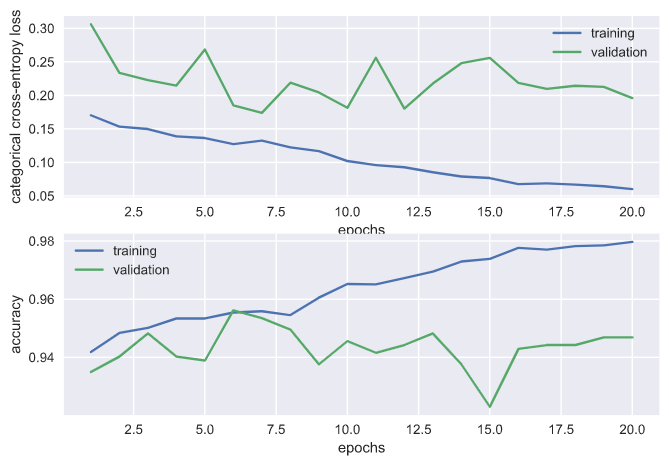 categorical cross-entropy loss
0.30
0.25
0.20
0.15
0.10
0.05
training
validation
2.5 5.0 7.5 10.0 12.5 15.0 17.5 20.0
epochs
accuracy
0.98
0.96
0.94
training
validation
2.5 5.0 7.5 10.0 12.5 15.0 17.5 20.0
epochs